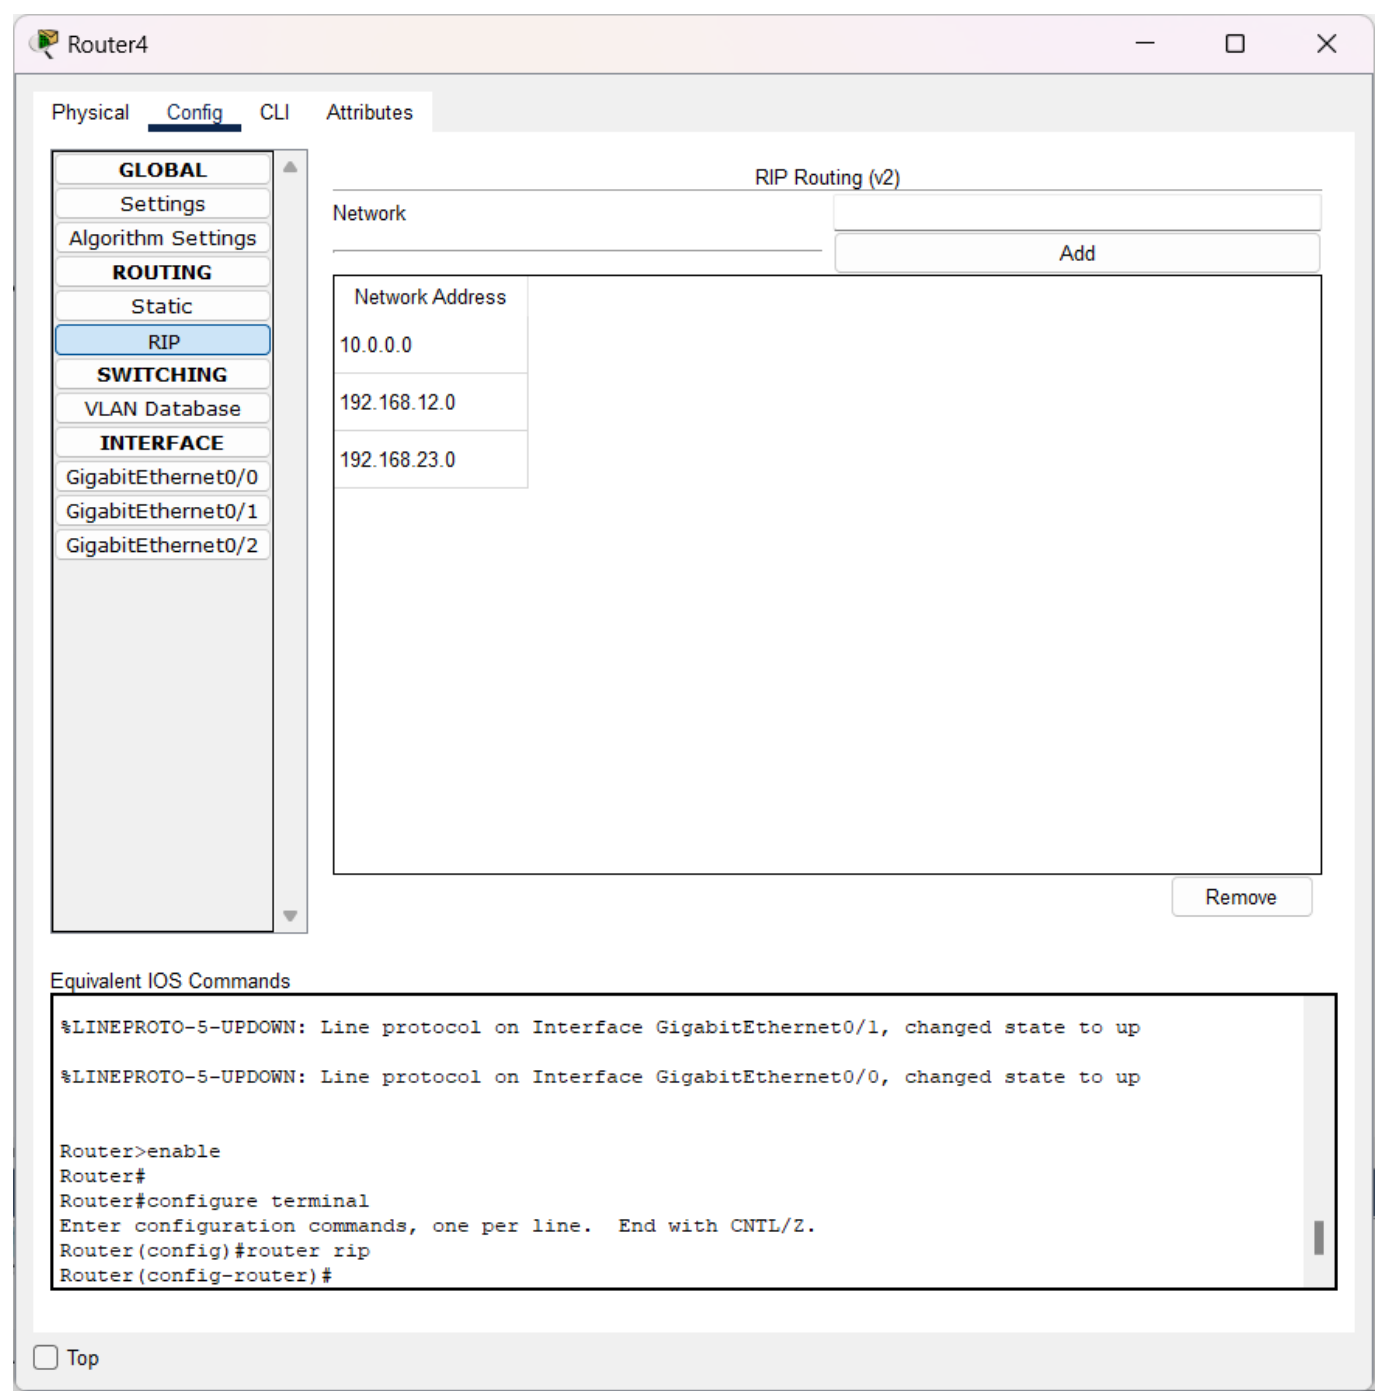 Router4
Physical Config CLI Attributes
GLOBAL
Settings
Algorithm Settings
ROUTING
Static
RIP
SWITCHING
VLAN Database
INTERFACE
GigabitEthernet0/0
GigabitEthernet0/1
GigabitEthernet0/2
RIP Routing (v2)
Network
Add
Network Address
10.0.0.0
192.168.12.0
192.168.23.0
Remove
Equivalent IOS Commands
%LINEPROTO-5-UPDOWN: Line protocol on Interface GigabitEthernet0/1, changed state to up
%LINEPROTO-5-UPDOWN: Line protocol on Interface GigabitEthernet0/0, changed state to up
Router>enable
Router#
Router#configure terminal
Enter configuration commands, one per line.  End with CNTL/Z.
Router(config)#router rip
Router(config-router)#
Top